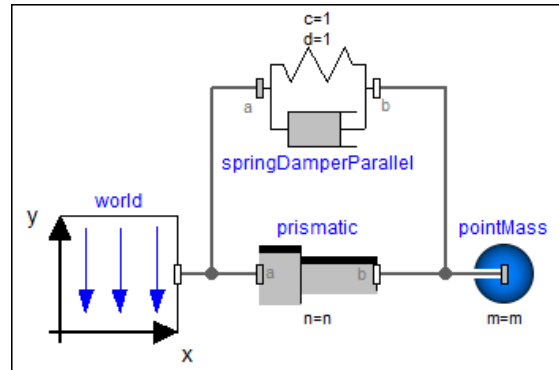 c=1
d=1
a
b
springDamperParallel
world
prismatic
pointMass
y
a
b
x
n=n
m=m